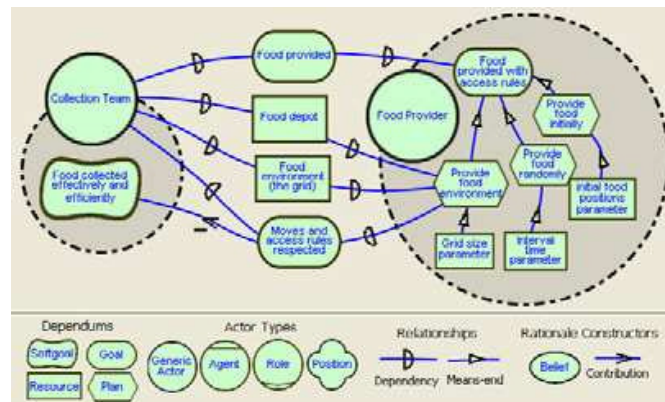 Food provided
Collection Team
Food depot
Food environment
(the grid)
Food collected
effectively and
efficiently
Moves and
access rules
respected
Food Provider
Food
provided with
access rules
Provide
food
initially
Provide
food
randomly
Provide
food
environment
Initial food
positions
parameter
Grid size
parameter
Interval
time
parameter
Dependums
Softgoal
Goal
Resource
Plan
Actor Types
Generic
Actor
Agent
Role
Position
Relationships
Dependency
Means-end
Rationale Constructors
Belief
Contribution